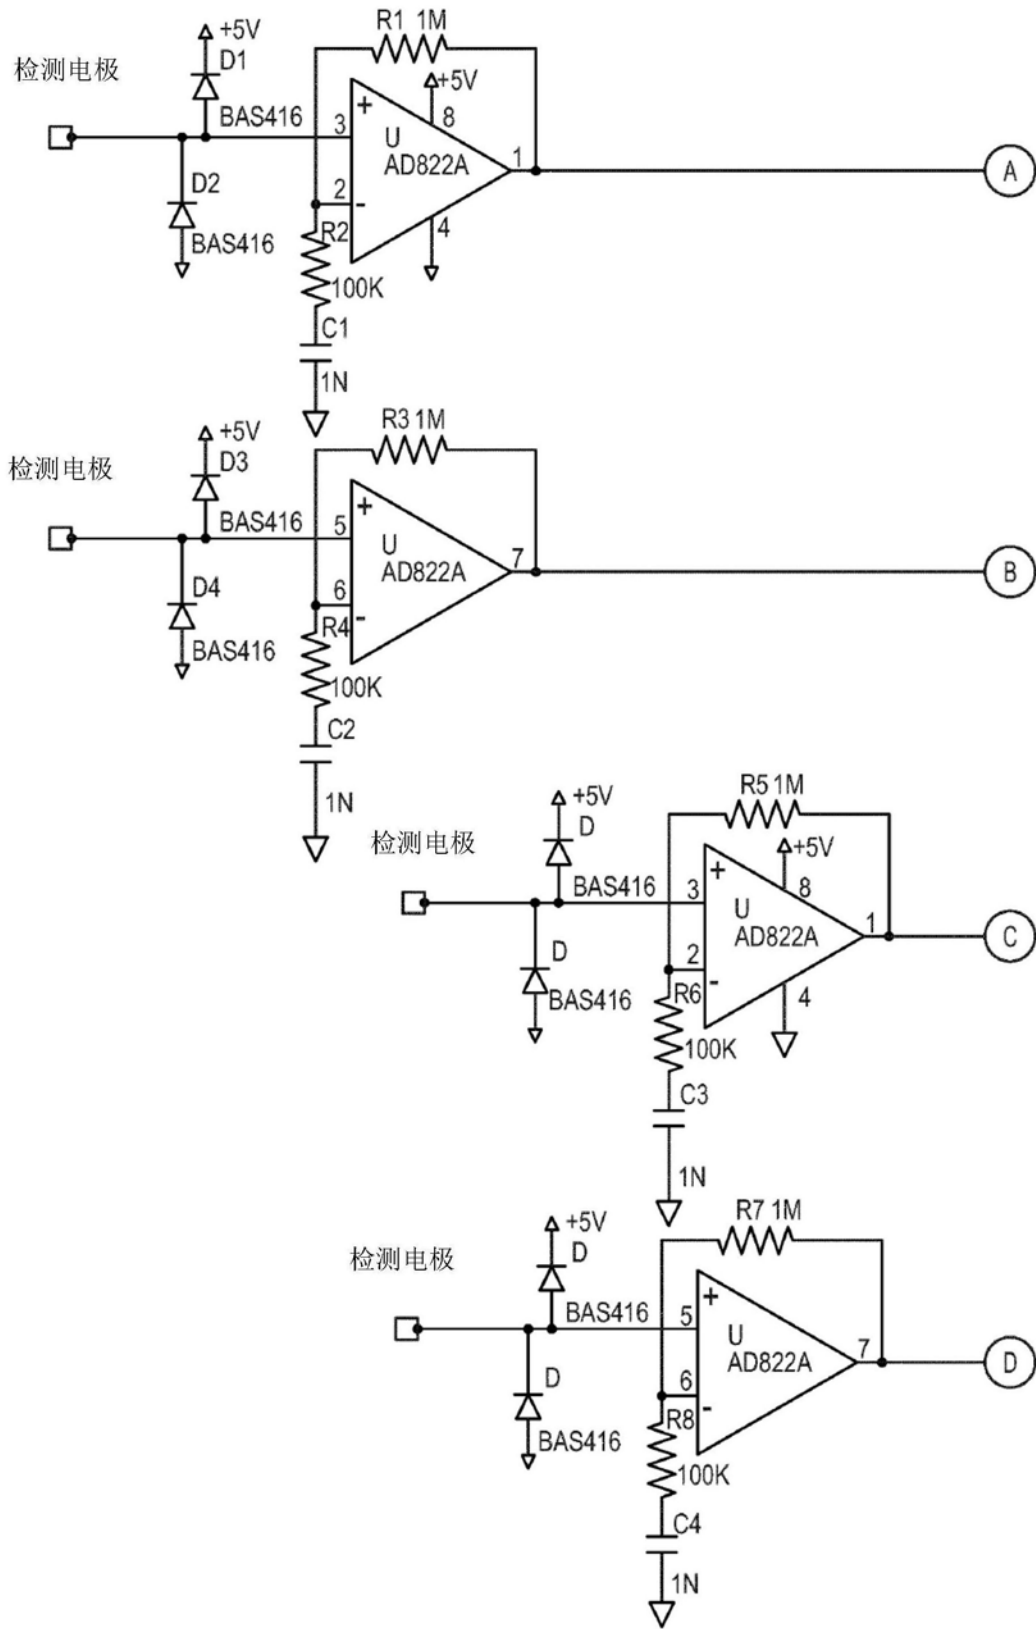 R1 1M
+5V
检测电极
D1
+5V
BAS416
3
+
8
U
AD822A
1
A
D2
2
-
4
BAS416
R2
100K
C1
1N
R3 1M
+5V
检测电极
D3
BAS416
5
+
U
AD822A
7
B
D4
6
-
BAS416
R4
100K
C2
1N
R5 1M
+5V
检测电极
D
+5V
BAS416
3
+
8
U
AD822A
1
C
D
2
-
4
BAS416
R6
100K
C3
1N
R7 1M
+5V
检测电极
D
BAS416
5
+
U
AD822A
7
D
D
6
-
BAS416
R8
100K
C4
1N